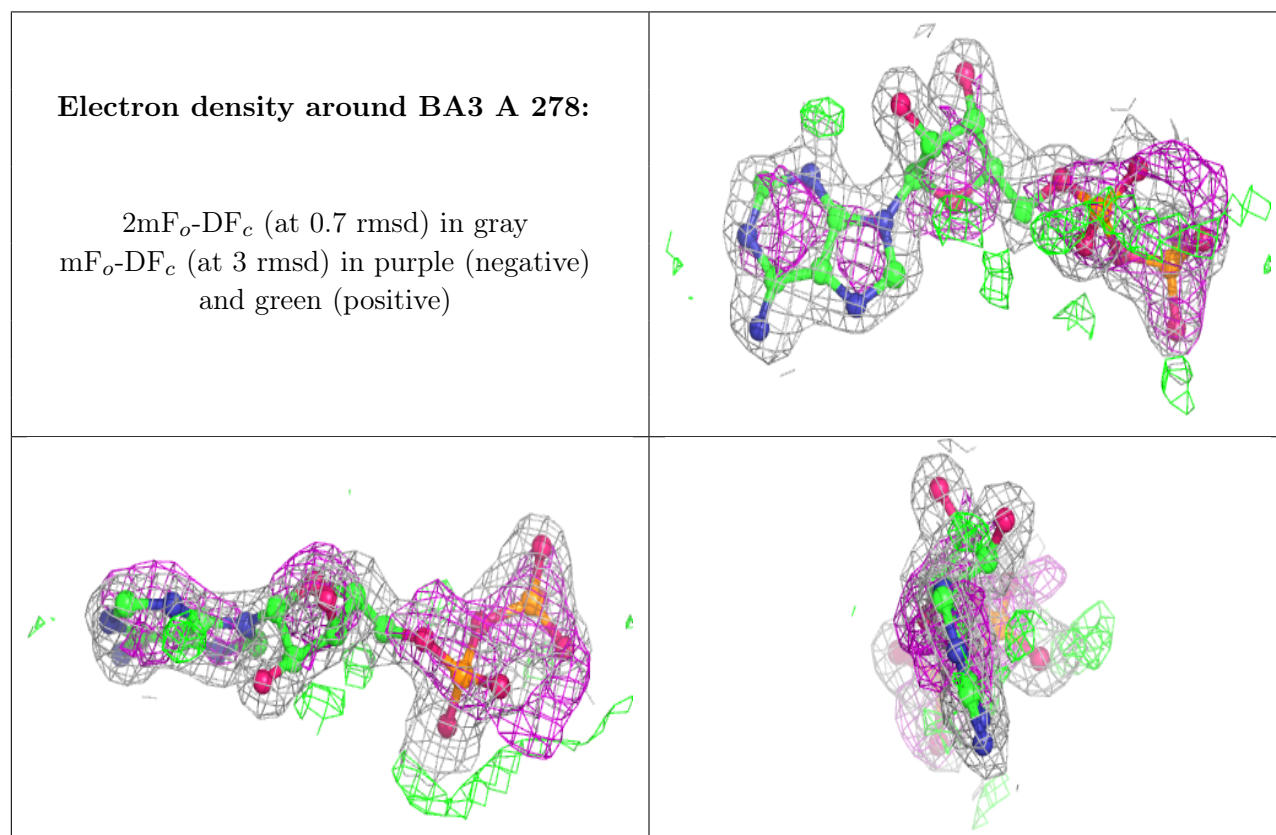 Electron density around BA3 A 278:
2mFo-DFc (at 0.7 rmsd) in gray
mFo-DFc (at 3 rmsd) in purple (negative)
and green (positive)